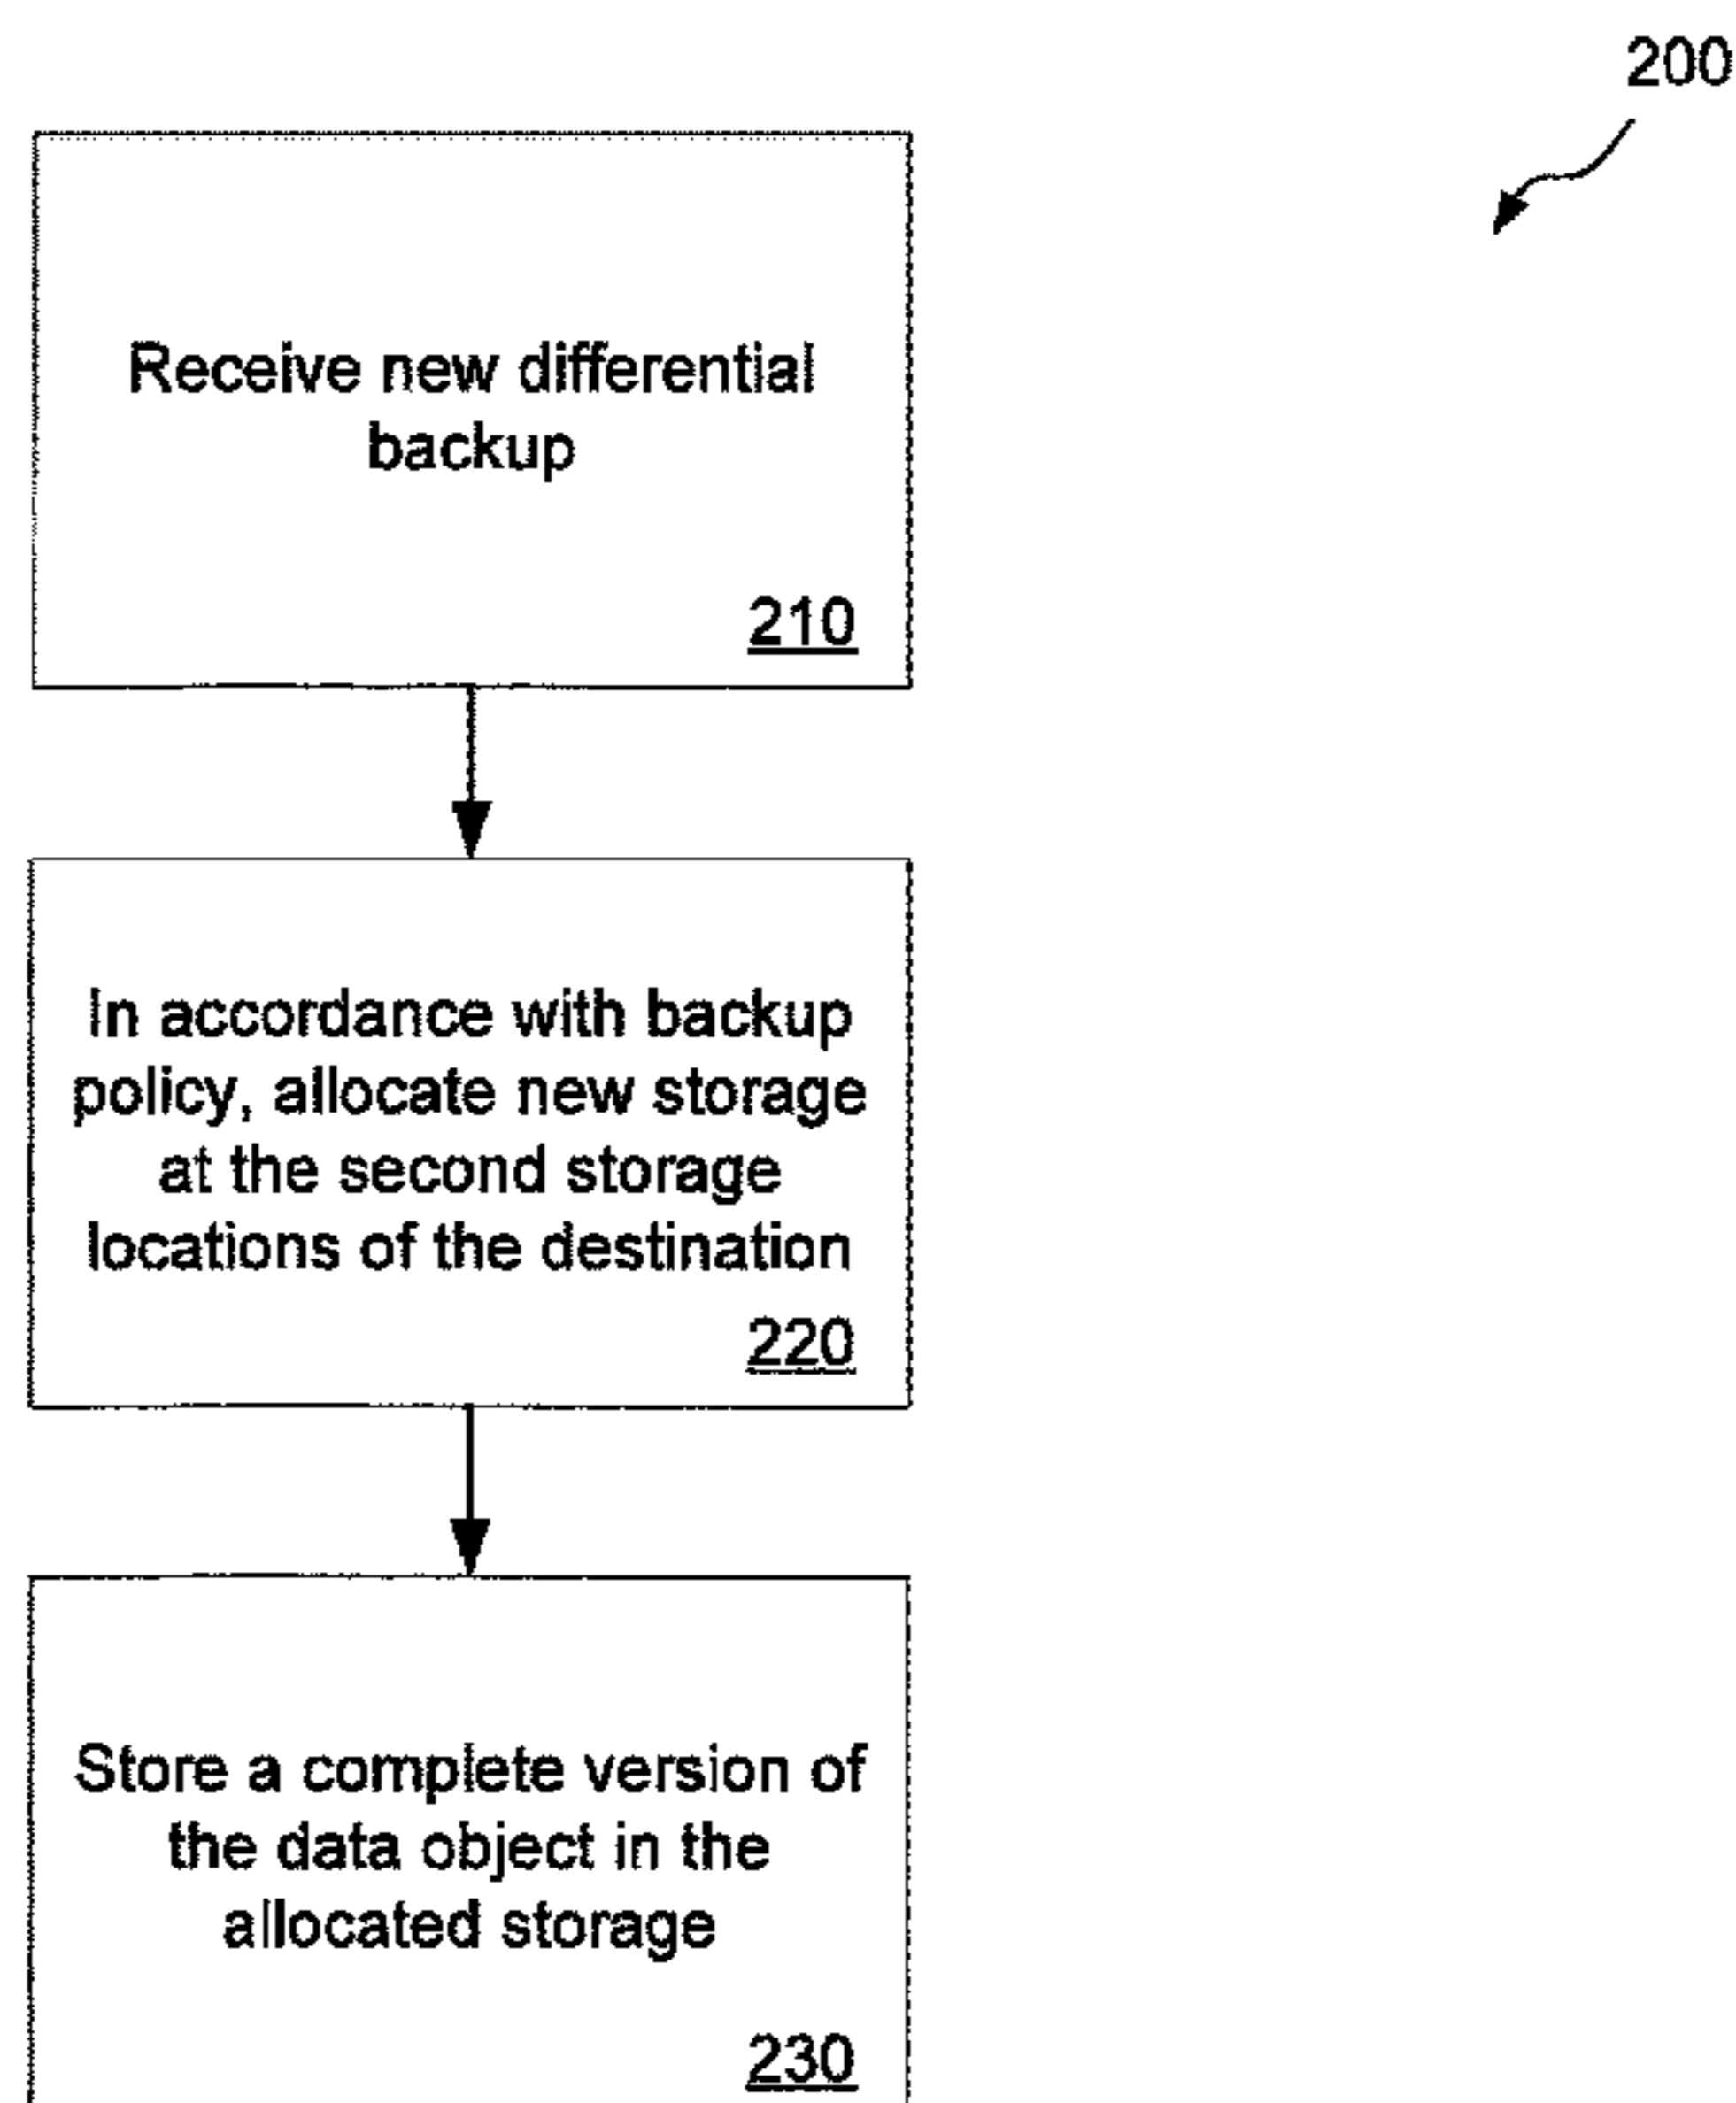 200
Receive new differential
backup
210
In accordance with backup
policy, allocate new storage
at the second storage
locations of the destination
220
Store a complete version of
the data object in the
allocated storage
230